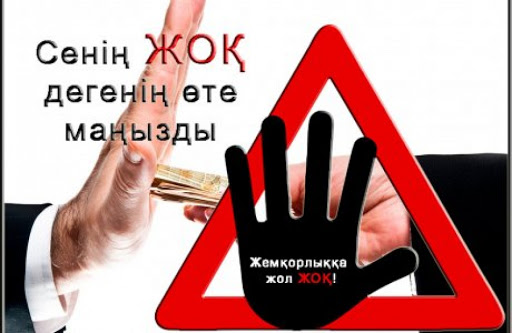 Сенің ЖОҚ
дегенің өте
маңызды
Жемқорлыққа
жол ЖОҚ!